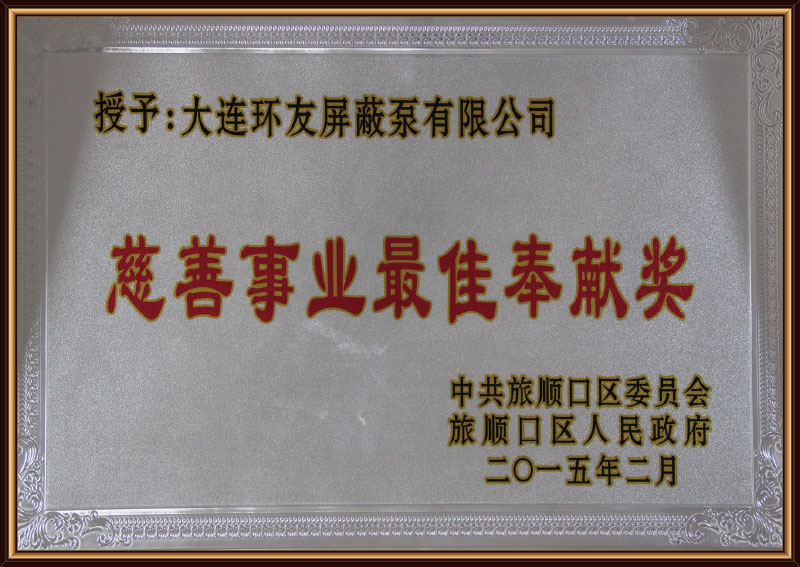 授予:大连环友屏蔽泵有限公司
慈善事业最佳奉献奖
中共旅顺口区委员会
旅顺口区人民政府
二〇一五年二月